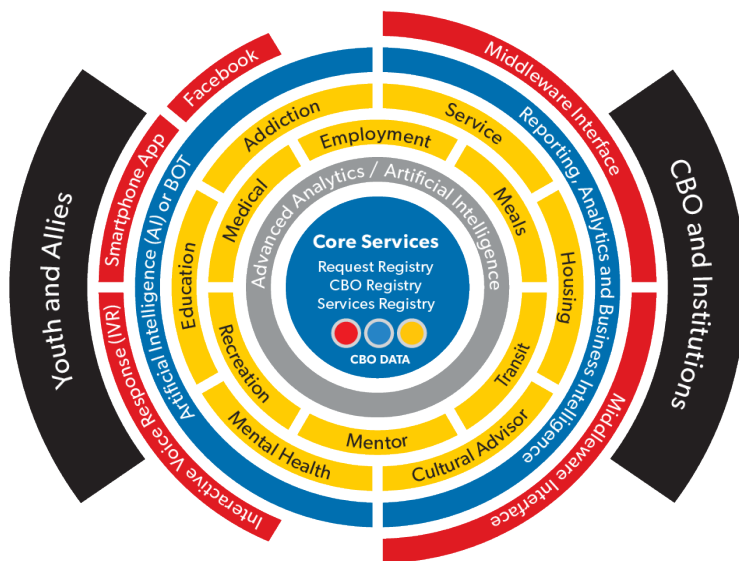 Youth and Allies
Facebook
Smartphone App
Interactive Voice Response (IVR)
Artificial Intelligence (AI) or BOT
Addiction
Service
Education
Housing
Mental Health
Cultural Advisor
Employment
Medical
Meals
Recreation
Transit
Mentor
Advanced Analytics / Artificial Intelligence
Core Services
Request Registry
CBO Registry
Services Registry
CBO DATA
Reporting, Analytics and Business Intelligence
Middleware Interface
Middleware Interface
CBO and Institutions